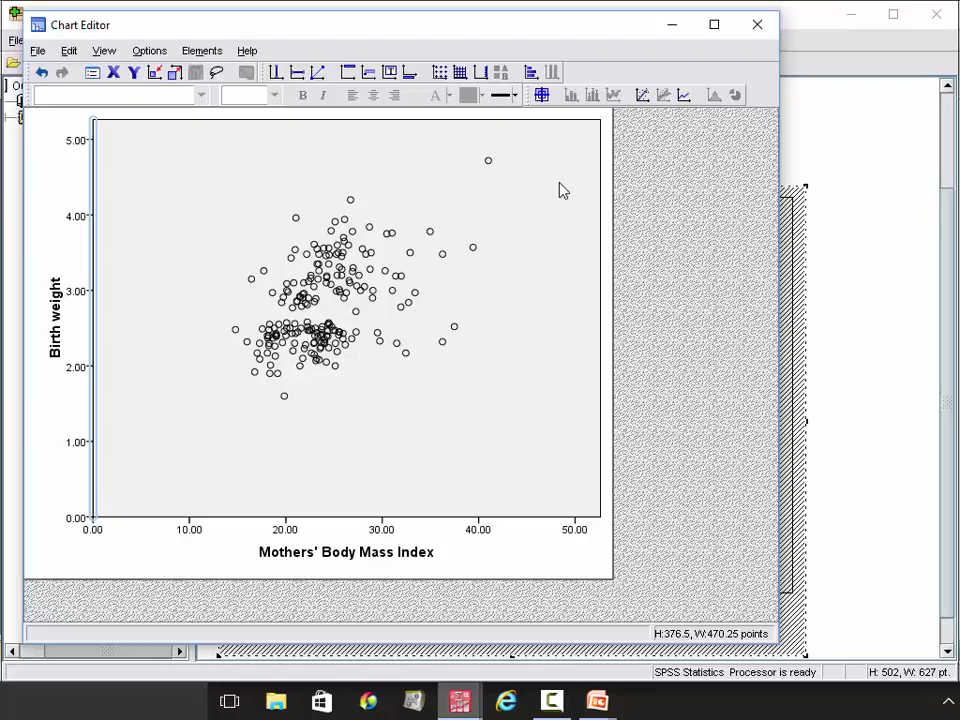 Chart Editor
File Edit View Options Elements Help
X Y
B I A
5.00
4.00
3.00
2.00
1.00
0.00
Birth weight
0.00 10.00 20.00 30.00 40.00 50.00
Mothers' Body Mass Index
H:376.5, W:470.25 points
SPSS Statistics Processor is ready H: 502, W: 627 pt.